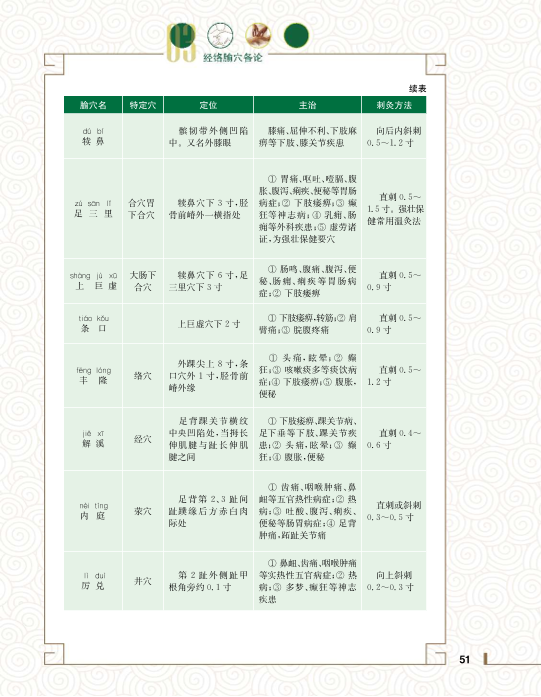 03
经络腧穴备论
续表
腧穴名 特定穴 定位 主治 刺灸方法
dú bí
犊鼻
髌韧带外侧凹陷
中。又名外膝眼
膝痛、屈伸不利、下肢麻
痹等下肢、膝关节疾患
向后内斜刺
0.5～1.2 寸
zú sān lǐ
足 三 里
合穴胃
下合穴
犊鼻穴下 3 寸，胫
骨前嵴外一横指处
① 胃痛、呕吐、噎膈、腹
胀、腹泻、痢疾、便秘等胃肠
病症；② 下肢痿痹；③ 癫
狂等神志病；④ 乳痈、肠
痈等外科疾患；⑤ 虚劳诸
证，为强壮保健要穴
直刺 0.5～
1.5 寸。强壮保
健常用温灸法
shàng jù xū
上 巨 虚
大肠下
合穴
犊鼻穴下 6 寸，足
三里穴下 3 寸
① 肠鸣、腹痛、腹泻、便
秘、肠痈、痢疾等胃肠病
症；② 下肢痿痹
直刺 0.5～
0.9 寸
tiáo kǒu
条 口
上巨虚穴下 2 寸
① 下肢痿痹，转筋；② 肩
臂痛；③ 脘腹疼痛
直刺 0.5～
0.9 寸
fēng lóng
丰 隆
络穴
外踝尖上 8 寸，条
口穴外 1 寸，胫骨前
嵴外缘
① 头痛，眩晕；② 癫
狂；③ 咳嗽痰多等痰饮病
症；④ 下肢痿痹；⑤ 腹胀，
便秘
直刺 0.5～
1.2 寸
jiě xī
解 溪
经穴
足背踝关节横纹
中央凹陷处，当拇长
伸肌腱与趾长伸肌
腱之间
① 下肢痿痹、踝关节病、
足下垂等下肢、踝关节疾
患；② 头痛，眩晕；③ 癫
狂；④ 腹胀，便秘
直刺 0.4～
0.6 寸
nèi tíng
内 庭
荥穴
足背第 2、3 趾间
趾蹼缘后方赤白肉
际处
① 齿痛、咽喉肿痛、鼻
衄等五官热性病症；② 热
病；③ 吐酸、腹泻、痢疾、
便秘等肠胃病症；④ 足背
肿痛，跖趾关节痛
直刺或斜刺
0.3～0.5 寸
lì duì
厉 兑
井穴
第 2 趾外侧趾甲
根角旁约 0.1 寸
① 鼻衄、齿痛、咽喉肿痛
等实热性五官病症；② 热
病；③ 多梦、癫狂等神志
疾患
向上斜刺
0.2～0.3 寸
51